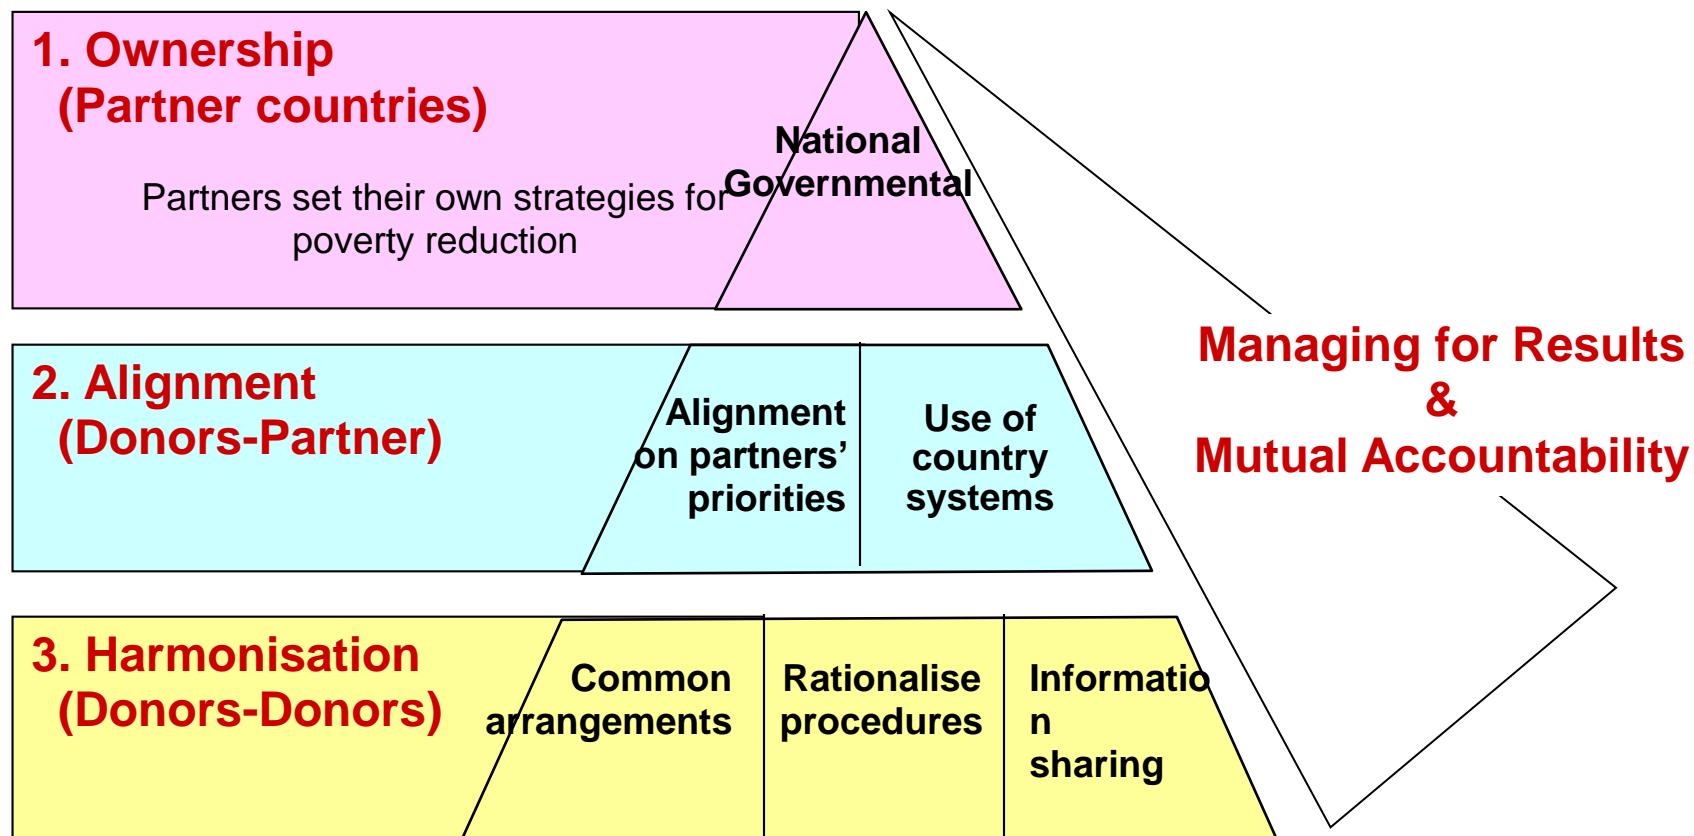 1. Ownership
(Partner countries)
Partners set their own strategies for
poverty reduction
National
Governmental
2. Alignment
(Donors-Partner)
Alignment
on partners’
priorities
Use of
country
systems
3. Harmonisation
(Donors-Donors)
Common
arrangements
Rationalise
procedures
Informatio
n
sharing
Managing for Results
&
Mutual Accountability